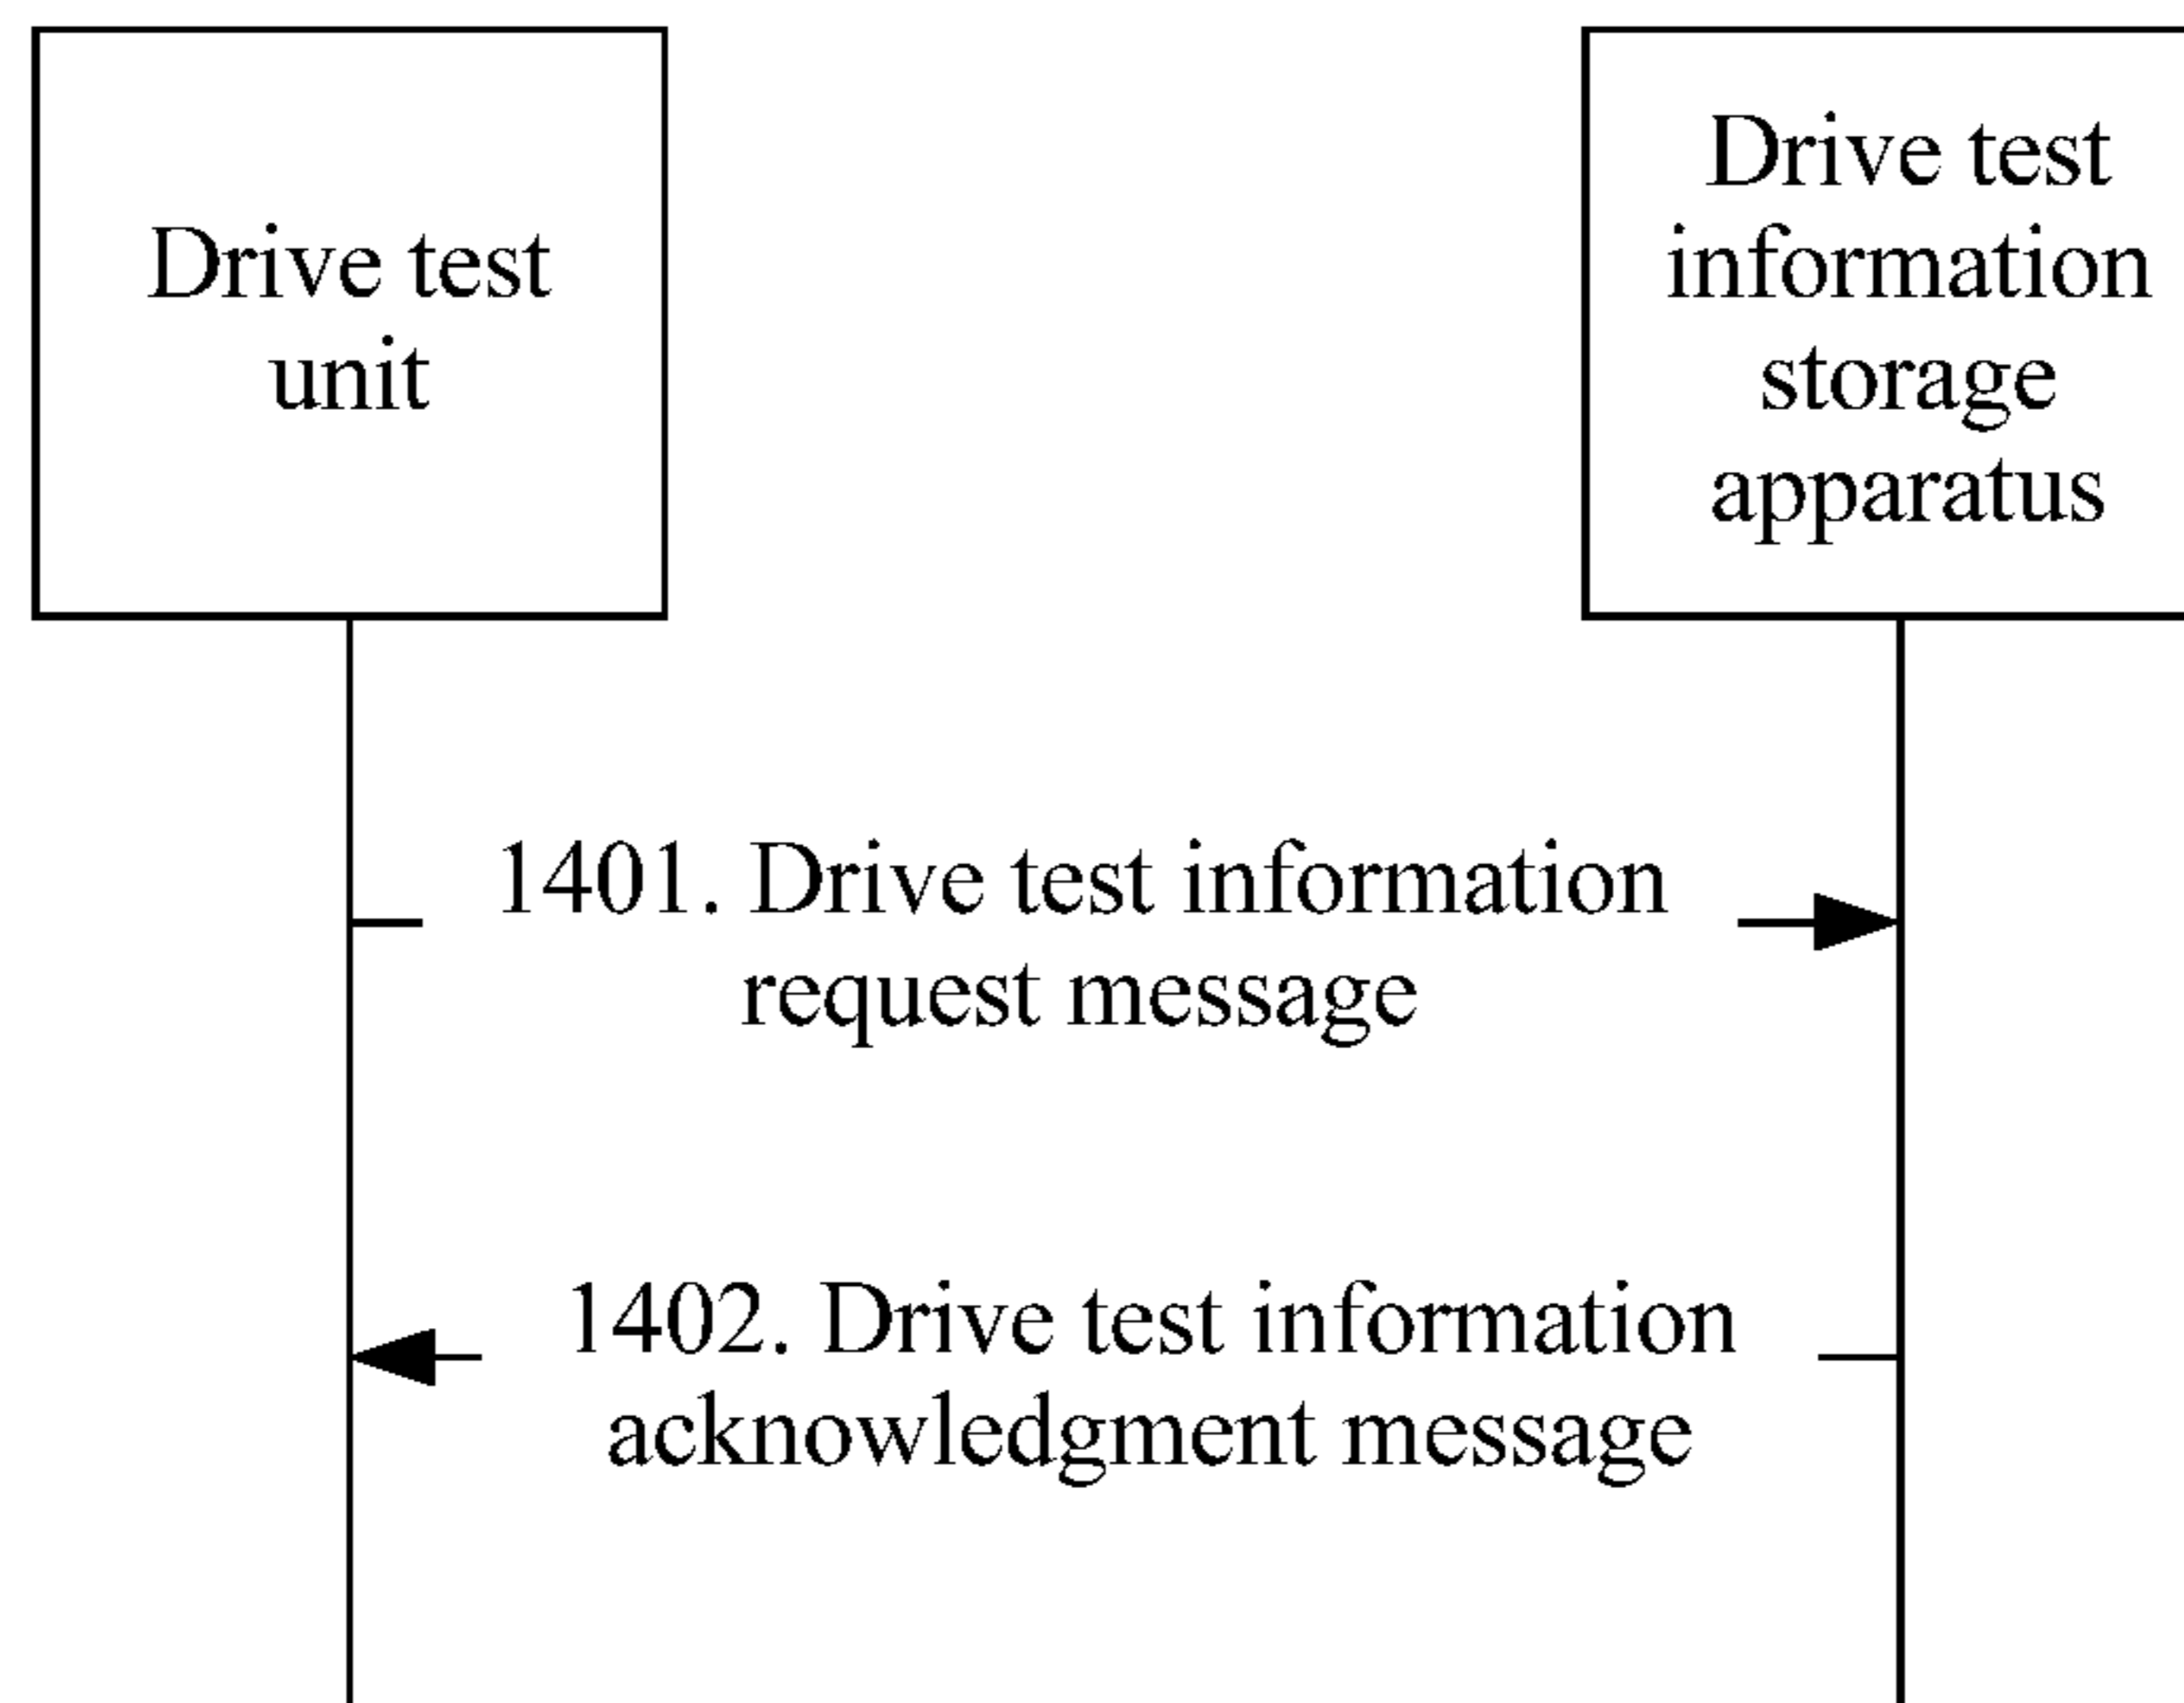 Drive test
unit
Drive test
information
storage
apparatus
1401. Drive test information
request message
1402. Drive test information
acknowledgment message